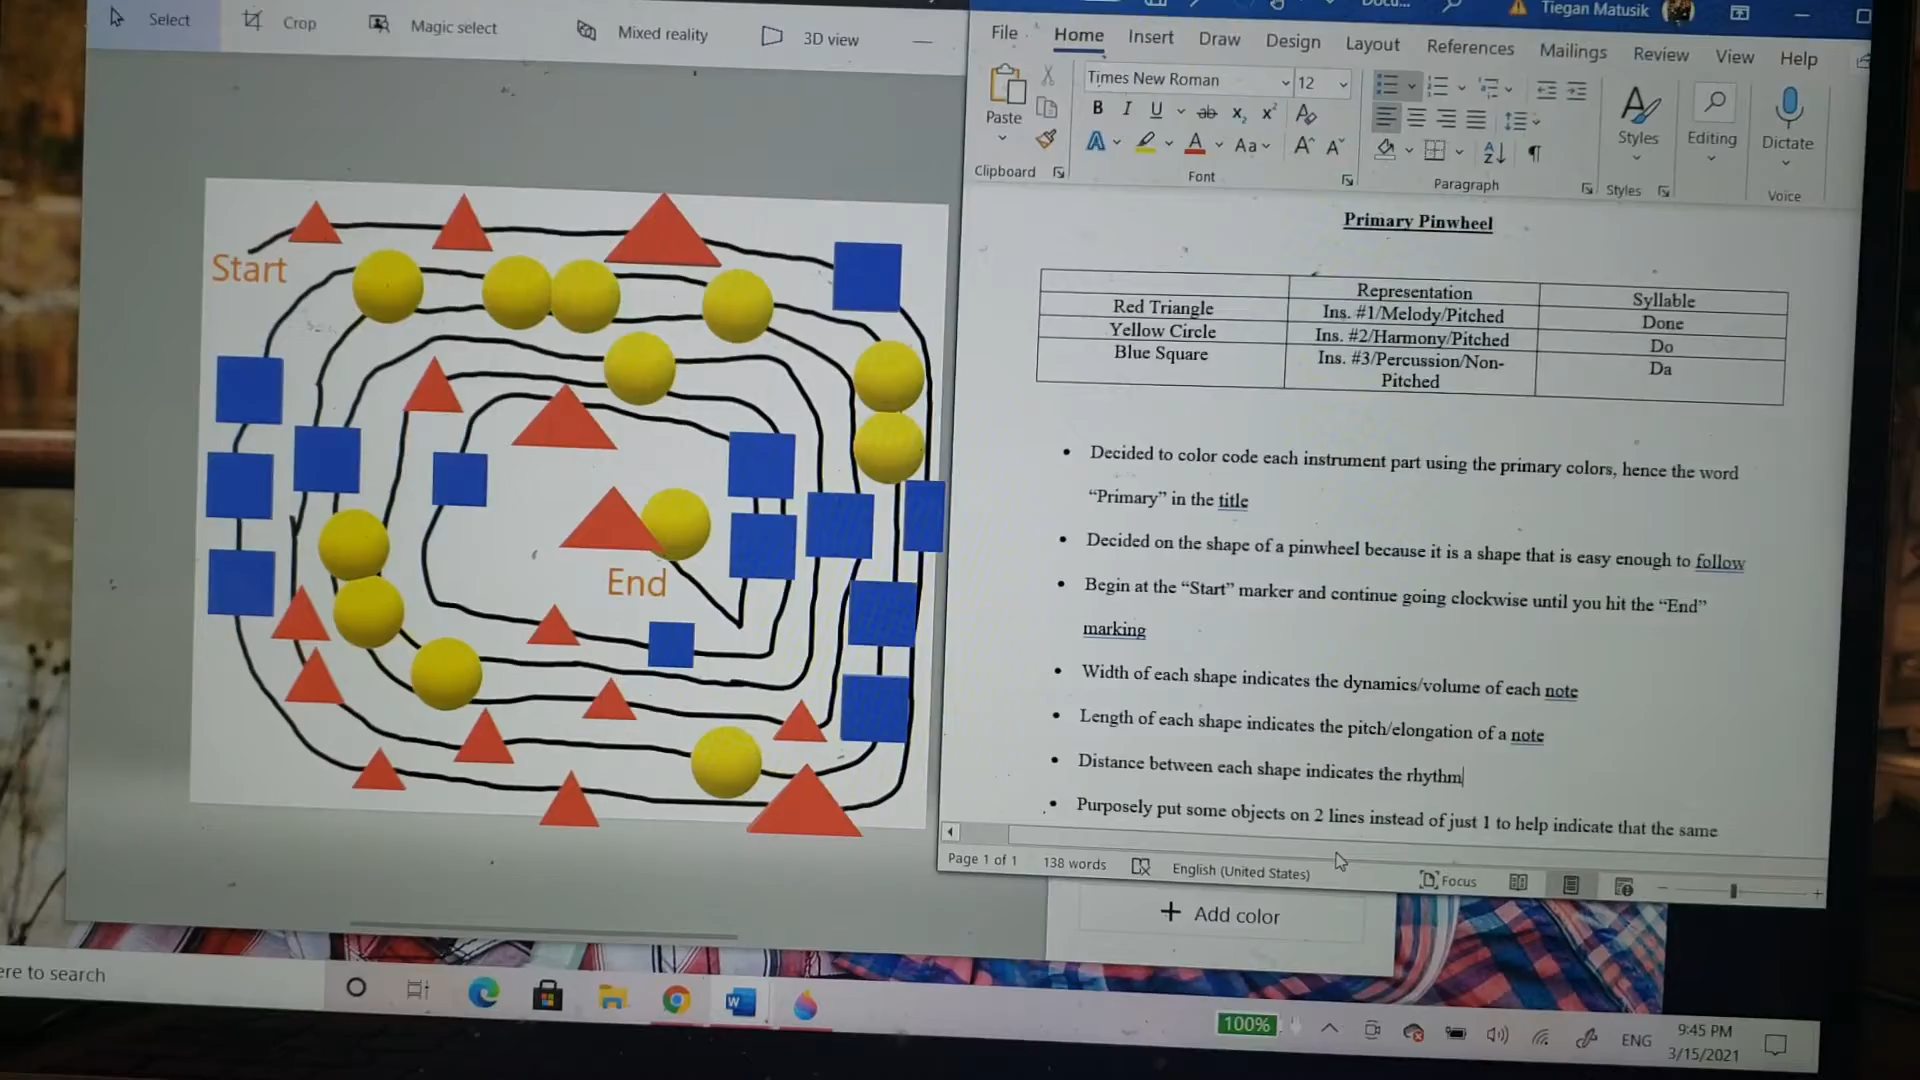 Select
Crop
Magic select
Mixed reality
3D view
Start
End
Tiegan Matusik
File
Home
Insert
Draw
Design
Layout
References
Mailings
Review
View
Help
Paste
Clipboard
Times New Roman
12
B I U ab x₂ x²
A A Aa A A
Font
Paragraph
Styles
Styles
Editing
Dictate
Voice
Primary Pinwheel
Representation
Syllable
Red Triangle
Ins. #1/Melody/Pitched
Done
Yellow Circle
Ins. #2/Harmony/Pitched
Do
Blue Square
Ins. #3/Percussion/Non-
Pitched
Da
• Decided to color code each instrument part using the primary colors, hence the word
“Primary” in the title
• Decided on the shape of a pinwheel because it is a shape that is easy enough to follow
• Begin at the “Start” marker and continue going clockwise until you hit the “End”
marking
• Width of each shape indicates the dynamics/volume of each note
• Length of each shape indicates the pitch/elongation of a note
• Distance between each shape indicates the rhythm
• Purposely put some objects on 2 lines instead of just 1 to help indicate that the same
Page 1 of 1
138 words
English (United States)
Focus
+ Add color
ere to search
100%
ENG
9:45 PM
3/15/2021